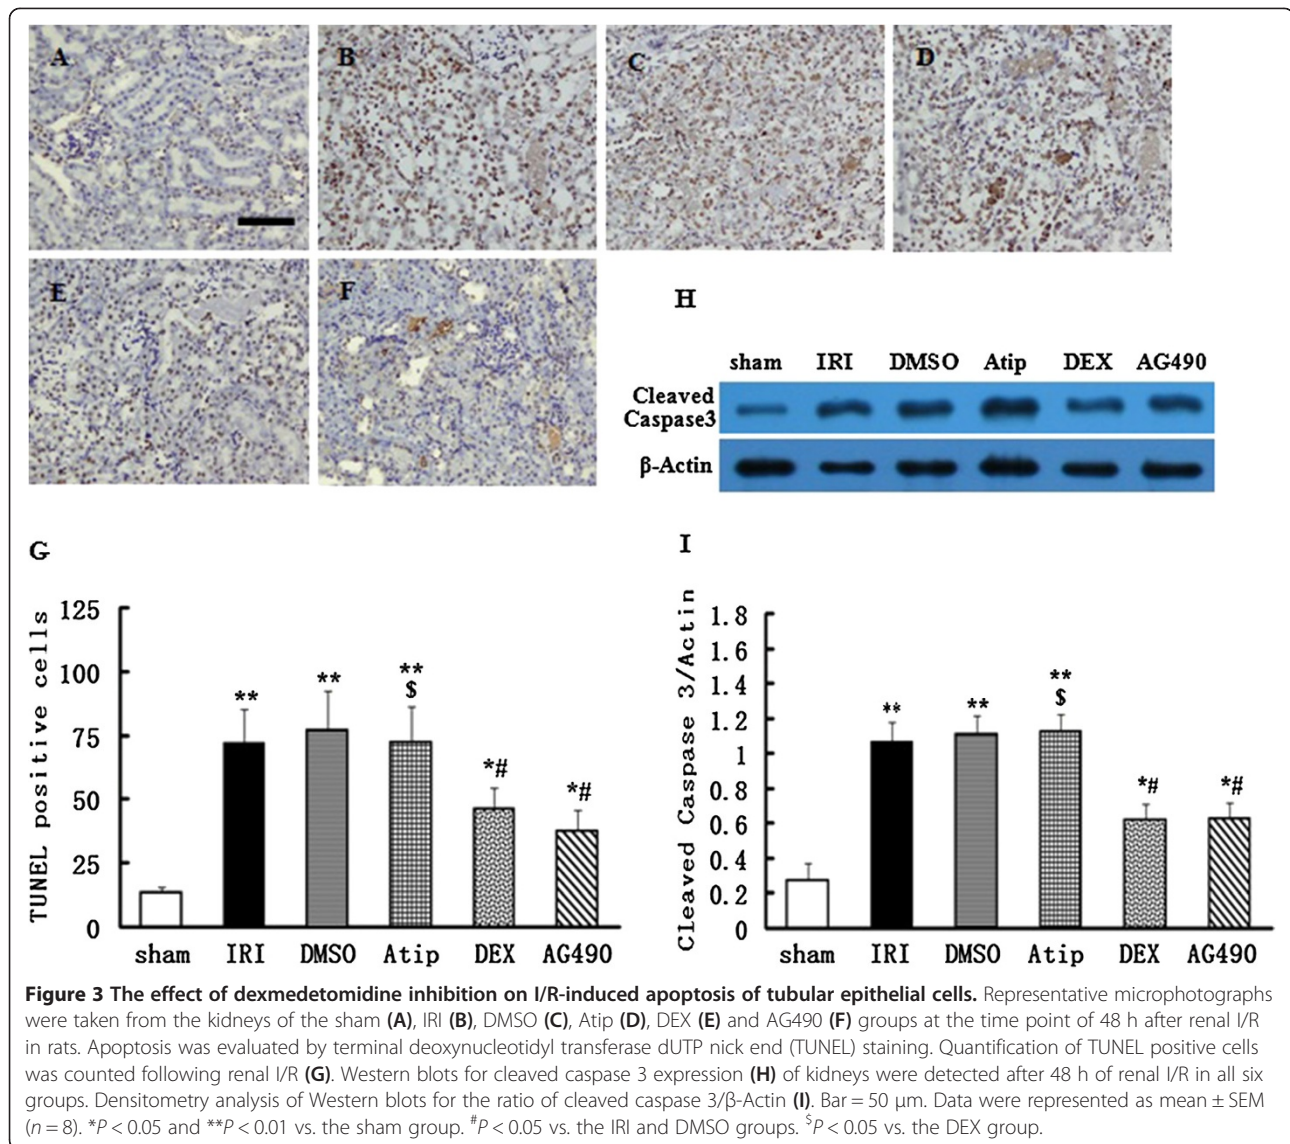 A
B
C
D
E
F
H
sham IRI DMSO Atip DEX AG490
Cleaved
Caspase3
β-Actin
G
TUNEL positive cells
125
100
75
50
25
0
**
**
**
$
*#
*#
sham IRI DMSO Atip DEX AG490
I
Cleaved Caspase 3/Actin
1.8
1.6
1.4
1.2
1
0.8
0.6
0.4
0.2
0
**
**
**
$
*#
*#
sham IRI DMSO Atip DEX AG490
Figure 3 The effect of dexmedetomidine inhibition on I/R-induced apoptosis of tubular epithelial cells. Representative microphotographs
were taken from the kidneys of the sham (A), IRI (B), DMSO (C), Atip (D), DEX (E) and AG490 (F) groups at the time point of 48 h after renal I/R
in rats. Apoptosis was evaluated by terminal deoxynucleotidyl transferase dUTP nick end (TUNEL) staining. Quantification of TUNEL positive cells
was counted following renal I/R (G). Western blots for cleaved caspase 3 expression (H) of kidneys were detected after 48 h of renal I/R in all six
groups. Densitometry analysis of Western blots for the ratio of cleaved caspase 3/β-Actin (I). Bar = 50 μm. Data were represented as mean ± SEM
(n = 8). *P < 0.05 and **P < 0.01 vs. the sham group. #P < 0.05 vs. the IRI and DMSO groups. $P < 0.05 vs. the DEX group.